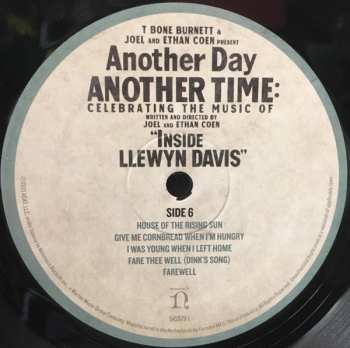 T BONE BURNETT &
JOEL AND ETHAN COEN PRESENT
Another Day
ANOTHER TIME:
CELEBRATING THE MUSIC OF
WRITTEN AND DIRECTED BY
JOEL AND ETHAN COEN
"INSIDE
LLEWYN DAVIS"
SIDE 6
HOUSE OF THE RISING SUN
GIVE ME CORNBREAD WHEN I'M HUNGRY
I WAS YOUNG WHEN I LEFT HOME
FARE THEE WELL (DINK'S SONG)
FAREWELL
n